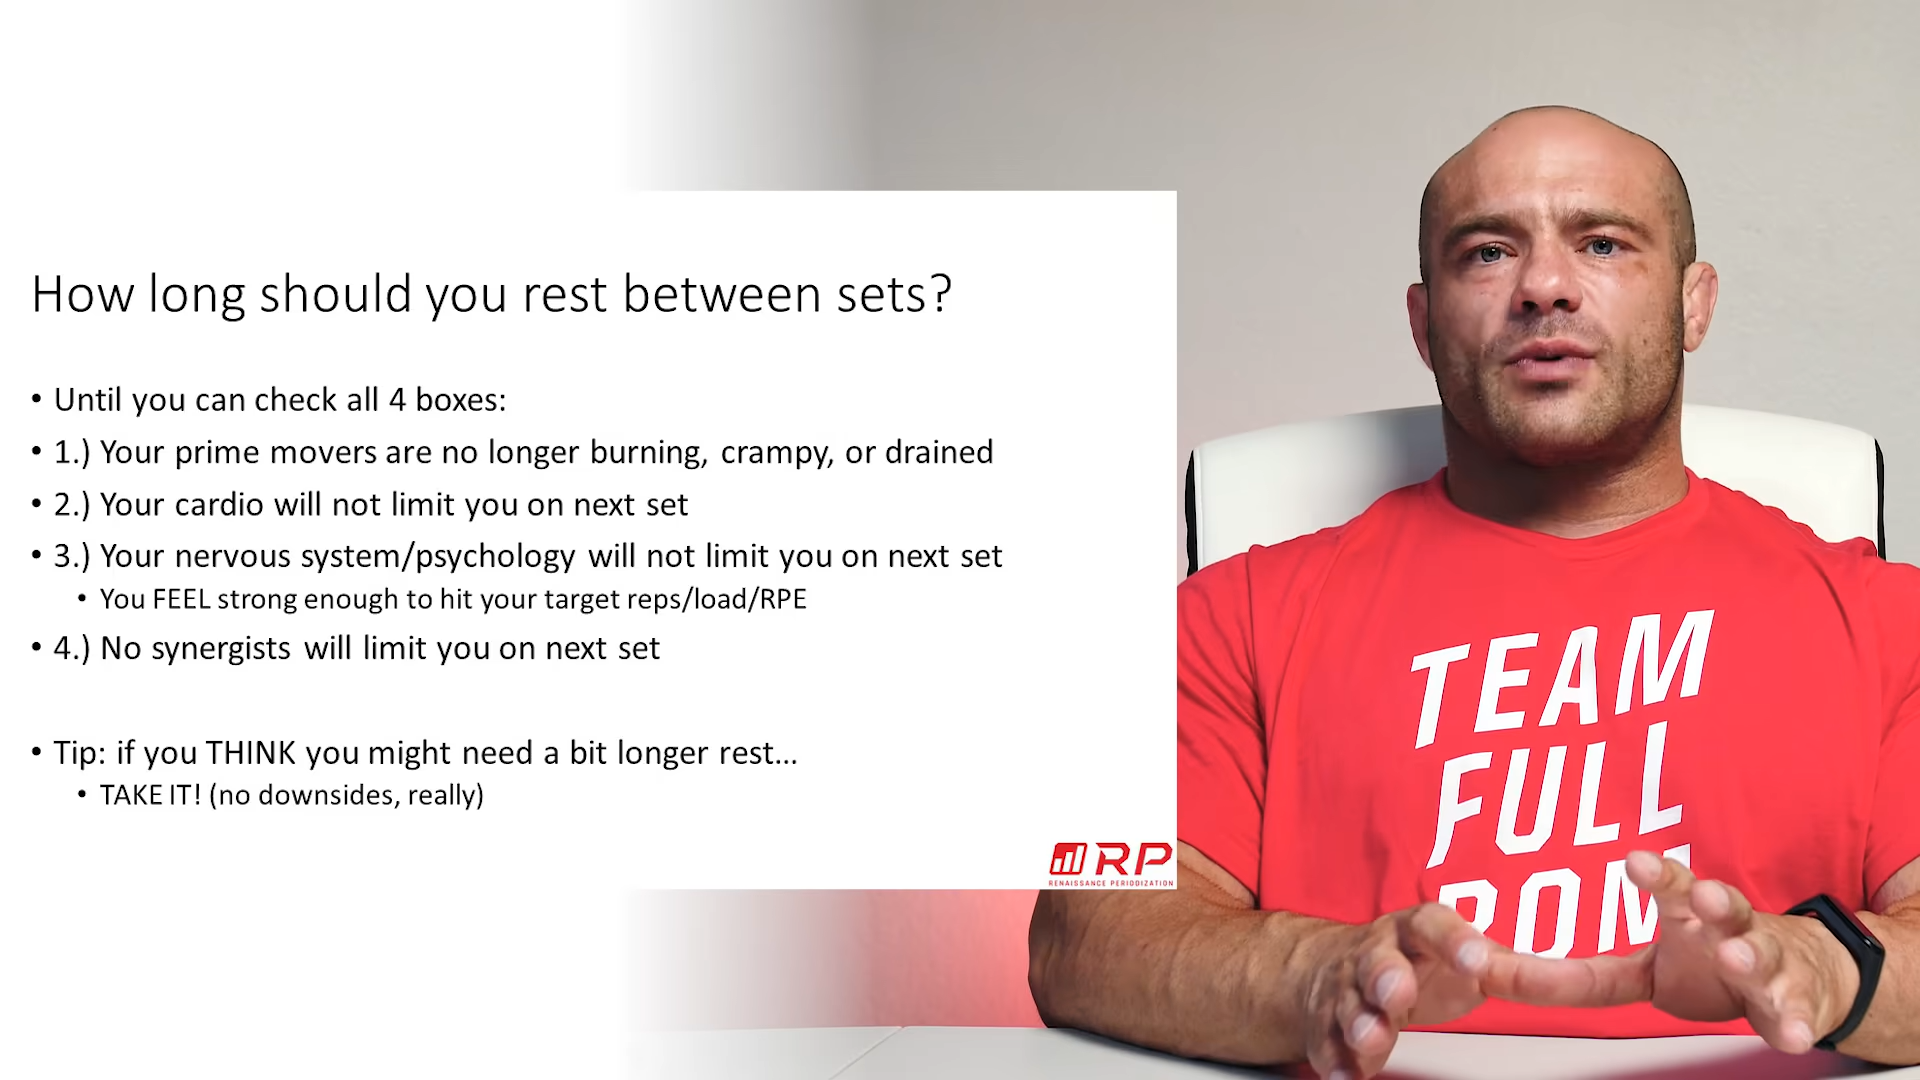 How long should you rest between sets?
• Until you can check all 4 boxes:
• 1.) Your prime movers are no longer burning, crampy, or drained
• 2.) Your cardio will not limit you on next set
• 3.) Your nervous system/psychology will not limit you on next set
• You FEEL strong enough to hit your target reps/load/RPE
• 4.) No synergists will limit you on next set
• Tip: if you THINK you might need a bit longer rest...
• TAKE IT! (no downsides, really)
RP
RENAISSANCE PERIODIZATION
TEAM
FULL
ROM